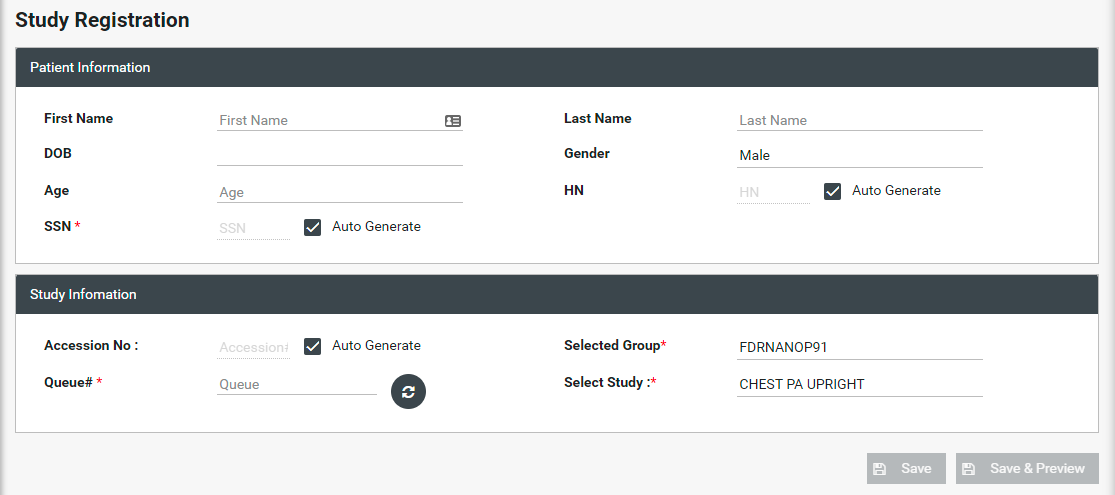 Study Registration
Patient Information
First Name First Name Last Name Last Name
DOB Gender Male
Age Age HN HN Auto Generate
SSN * SSN Auto Generate
Study Infomation
Accession No : Accession# Auto Generate Selected Group* FDRNANOP91
Queue# * Queue Select Study :* CHEST PA UPRIGHT
Save Save & Preview